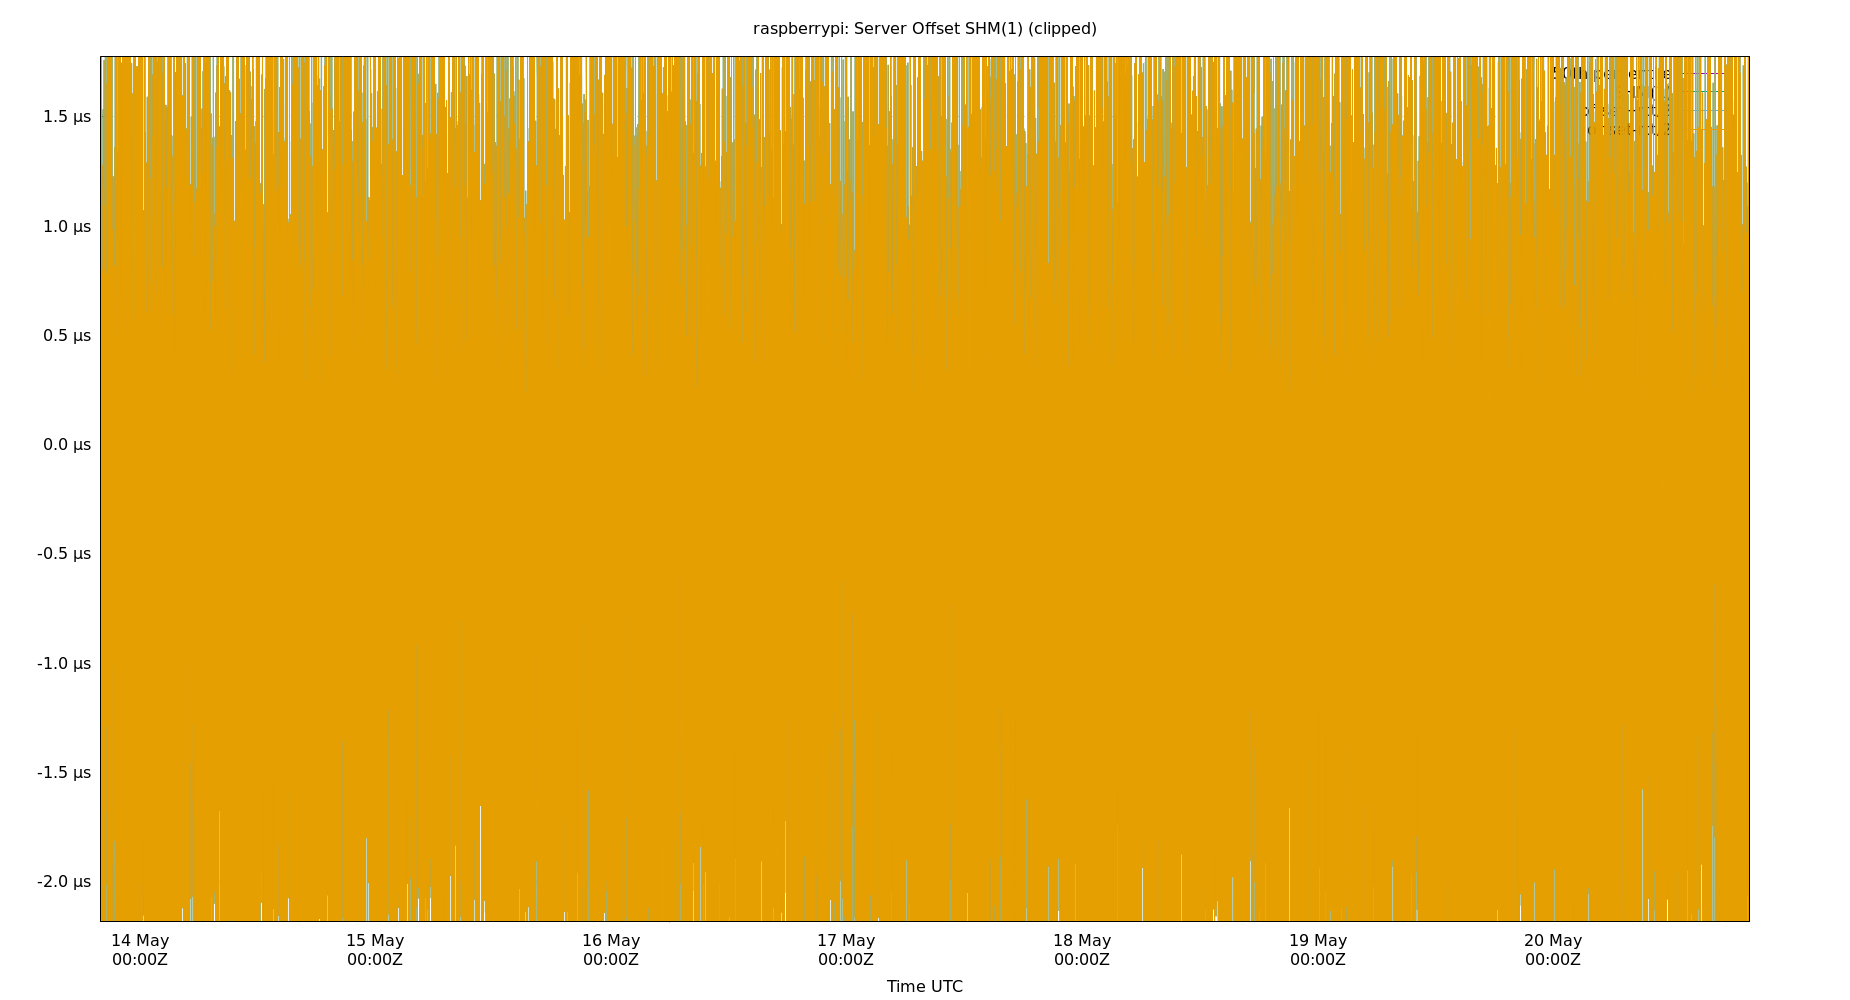 raspberrypi: Server Offset SHM(1) (clipped)
1.5 µs
1.0 µs
0.5 µs
0.0 µs
-0.5 µs
-1.0 µs
-1.5 µs
-2.0 µs
14 May 15 May 16 May 17 May 18 May 19 May 20 May
00:00Z 00:00Z 00:00Z 00:00Z 00:00Z 00:00Z 00:00Z
Time UTC